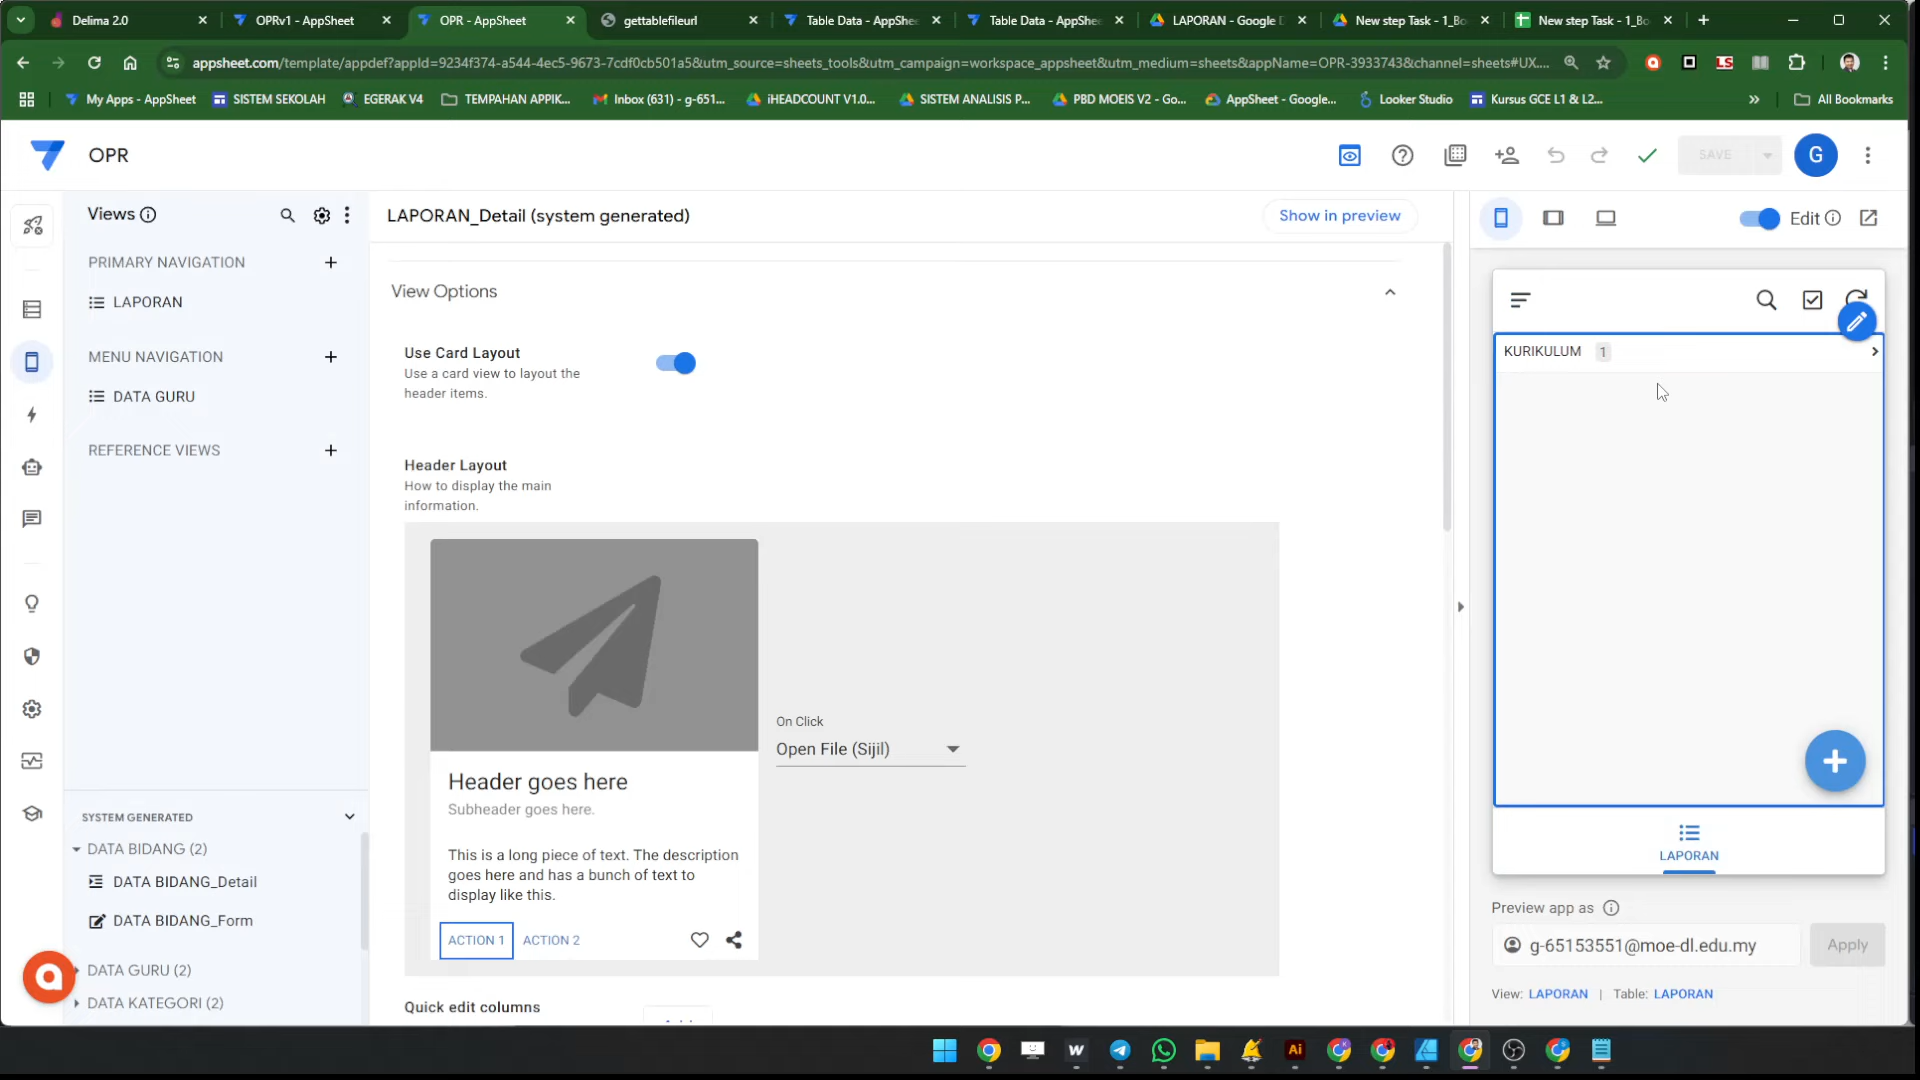 Delima 2.0
OPRv1 - AppSheet
OPR - AppSheet
gettablefileurl
Table Data - AppShe
Table Data - AppShe
LAPORAN - Google D
New step Task - 1_Bo
New step Task - 1_Bo
appsheet.com/template/appdef?appId=9234f374-a544-4ec5-9673-7cdf0cb501a5&utm_source=sheets_tools&utm_campaign=workspace_appsheet&utm_medium=sheets&appName=OPR-3933743&channel=sheets#UX....
My Apps - AppSheet
SISTEM SEKOLAH
EGERAK V4
TEMPAHAN APPIK...
Inbox (631) - g-651...
iHEADCOUNT V1.0...
SISTEM ANALISIS P...
PBD MOEIS V2 - Go...
AppSheet - Google...
Looker Studio
Kursus GCE L1 & L2...
All Bookmarks
OPR
SAVE
G
Views
LAPORAN_Detail (system generated)
Show in preview
Edit
PRIMARY NAVIGATION
LAPORAN
MENU NAVIGATION
DATA GURU
REFERENCE VIEWS
View Options
Use Card Layout
Use a card view to layout the
header items.
Header Layout
How to display the main
information.
On Click
Open File (Sijil)
Header goes here
Subheader goes here.
This is a long piece of text. The description
goes here and has a bunch of text to
display like this.
ACTION 1
ACTION 2
Quick edit columns
SYSTEM GENERATED
DATA BIDANG (2)
DATA BIDANG_Detail
DATA BIDANG_Form
DATA GURU (2)
DATA KATEGORI (2)
KURIKULUM 1
LAPORAN
Preview app as
g-65153551@moe-dl.edu.my
Apply
View: LAPORAN | Table: LAPORAN